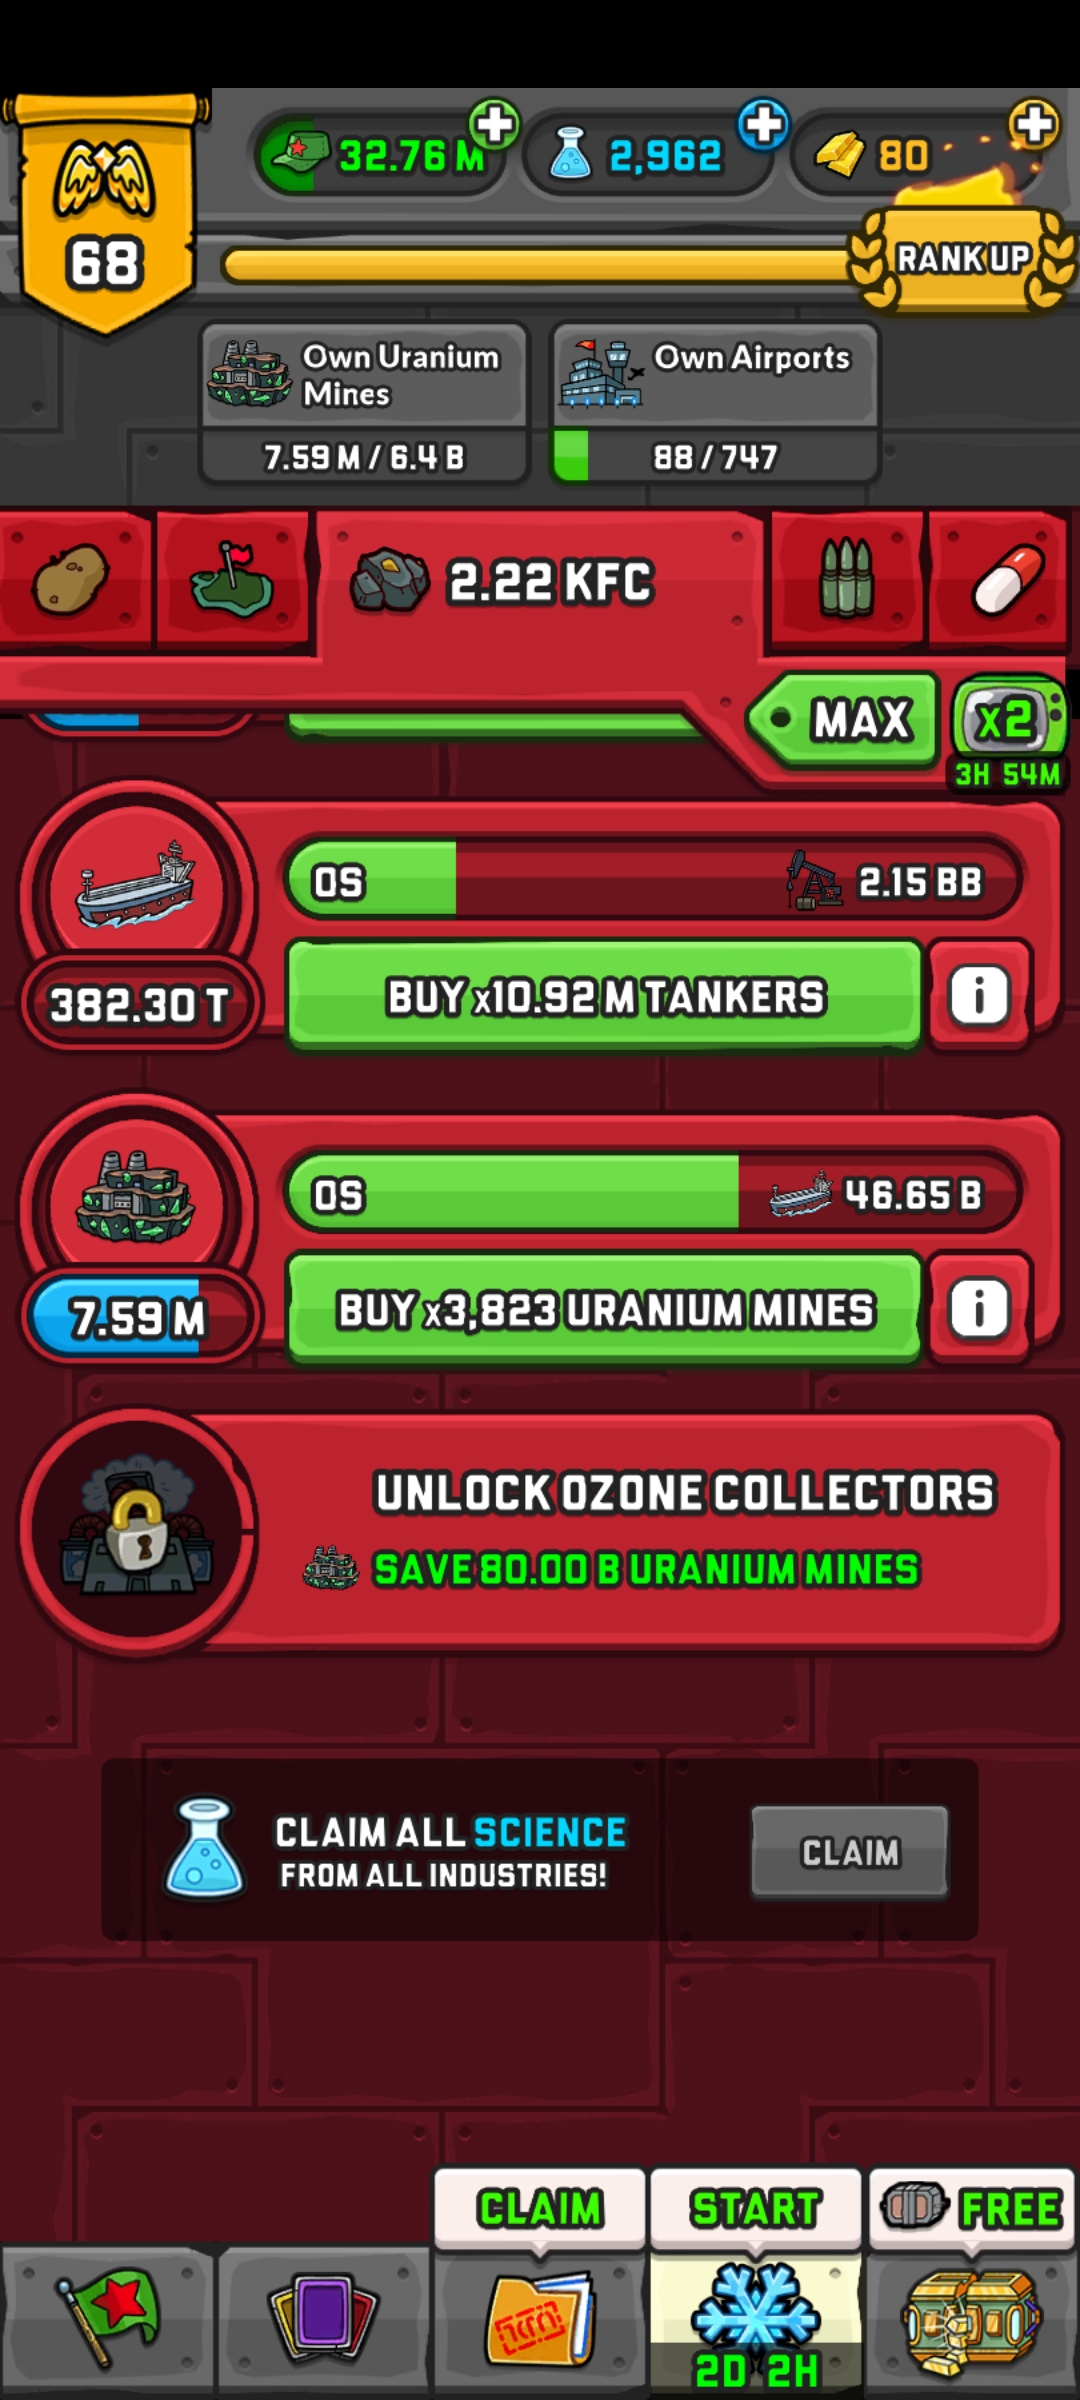 32.76 M
2,962
80
68
RANK UP
Own Uranium
Mines
7.59 M / 6.4 B
Own Airports
88 / 747
2.22 KFC
MAX
x2
3H 54M
0S
2.15 BB
382.30 T
BUY x10.92 M TANKERS
i
0S
46.65 B
7.59 M
BUY x3,823 URANIUM MINES
i
UNLOCK OZONE COLLECTORS
SAVE 80.00 B URANIUM MINES
CLAIM ALL SCIENCE
FROM ALL INDUSTRIES!
CLAIM
CLAIM
START
FREE
2D 2H